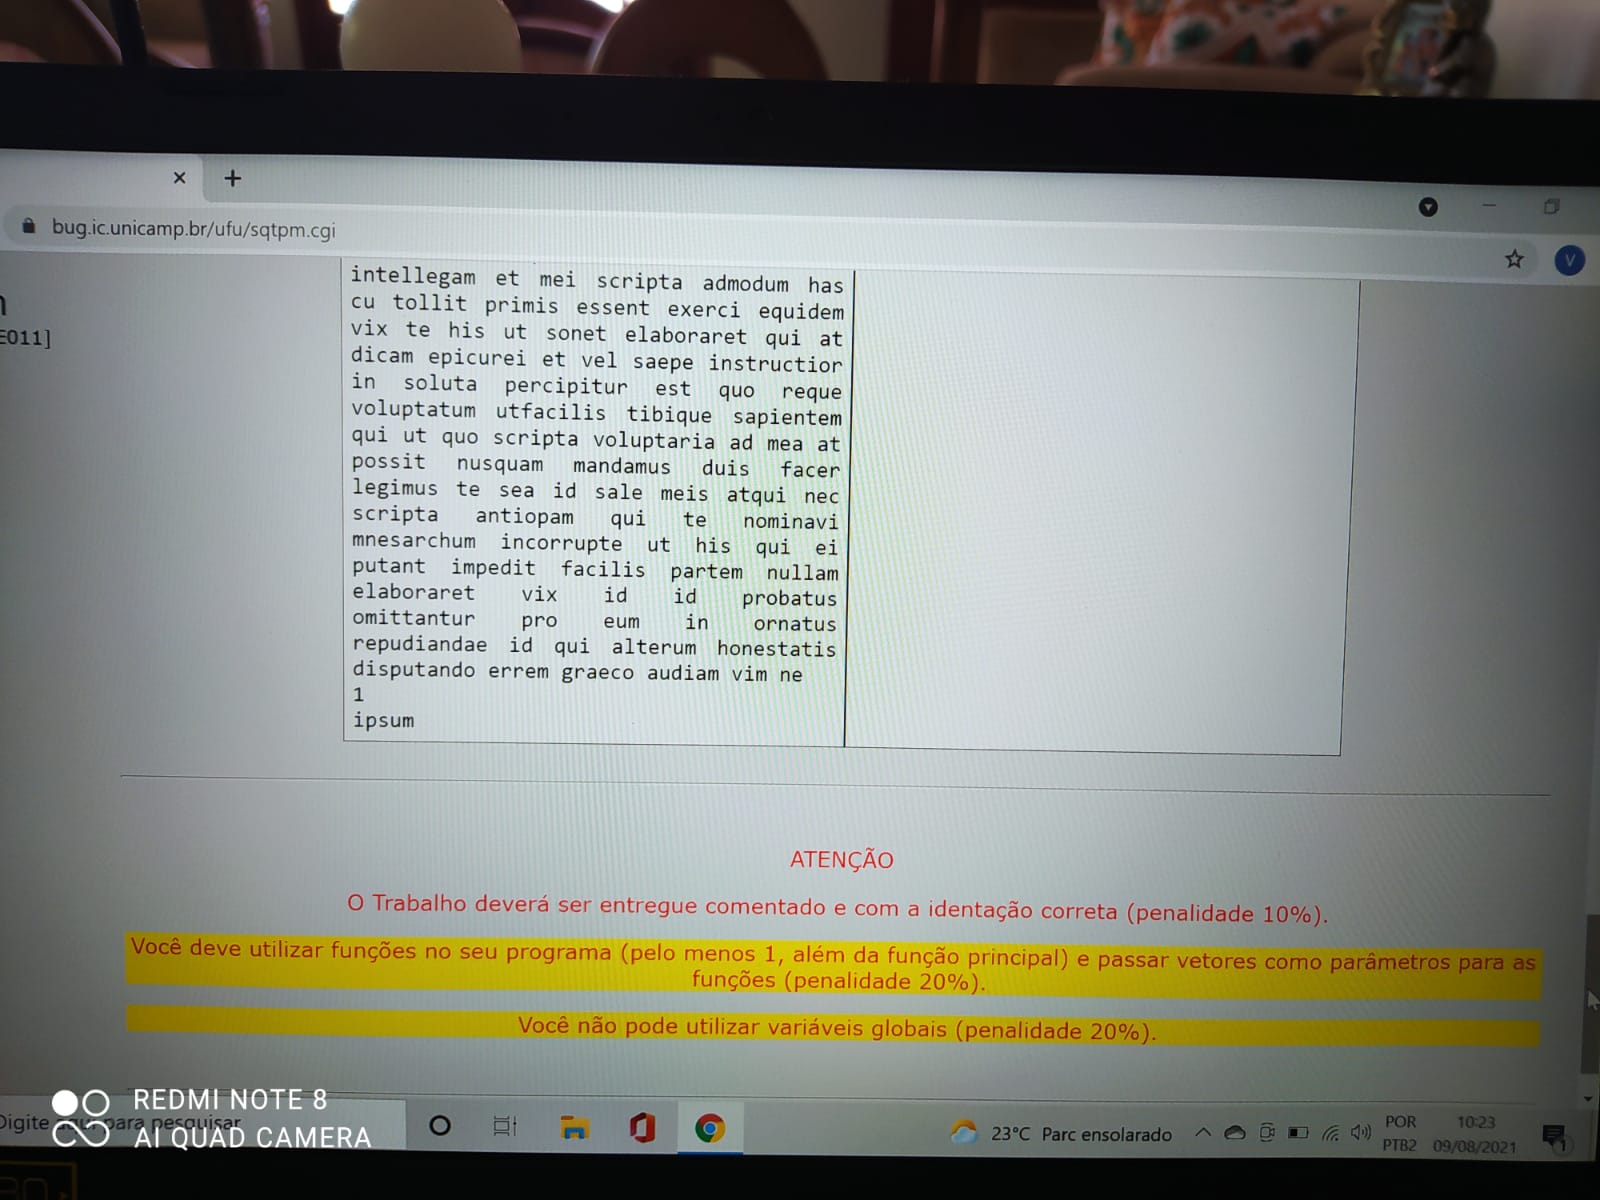 bug.ic.unicamp.br/ufu/sqtpm.cgi
V
E011]
intellegam et mei scripta admodum has
cu tollit primis essent exerci equidem
vix te his ut sonet elaboraret qui at
dicam epicurei et vel saepe instructior
in soluta percipitur est quo reque
voluptatum utfacilis tibique sapientem
qui ut quo scripta voluptaria ad mea at
possit nusquam mandamus duis facer
legimus te sea id sale meis atqui nec
scripta antiopam qui te nominavi
mnesarchum incorrupte ut his qui ei
putant impedit facilis partem nullam
elaboraret vix id id probatus
omittantur pro eum in ornatus
repudiandae id qui alterum honestatis
disputando errem graeco audiam vim ne
1
ipsum
ATENÇÃO
O Trabalho deverá ser entregue comentado e com a identação correta (penalidade 10%).
Você deve utilizar funções no seu programa (pelo menos 1, além da função principal) e passar vetores como parâmetros para as
funções (penalidade 20%).
Você não pode utilizar variáveis globais (penalidade 20%).
REDMI NOTE 8
AI QUAD CAMERA
Digite aqui para pesquisar
23°C Parc ensolarado
POR
PTB2
10:23
09/08/2021
1